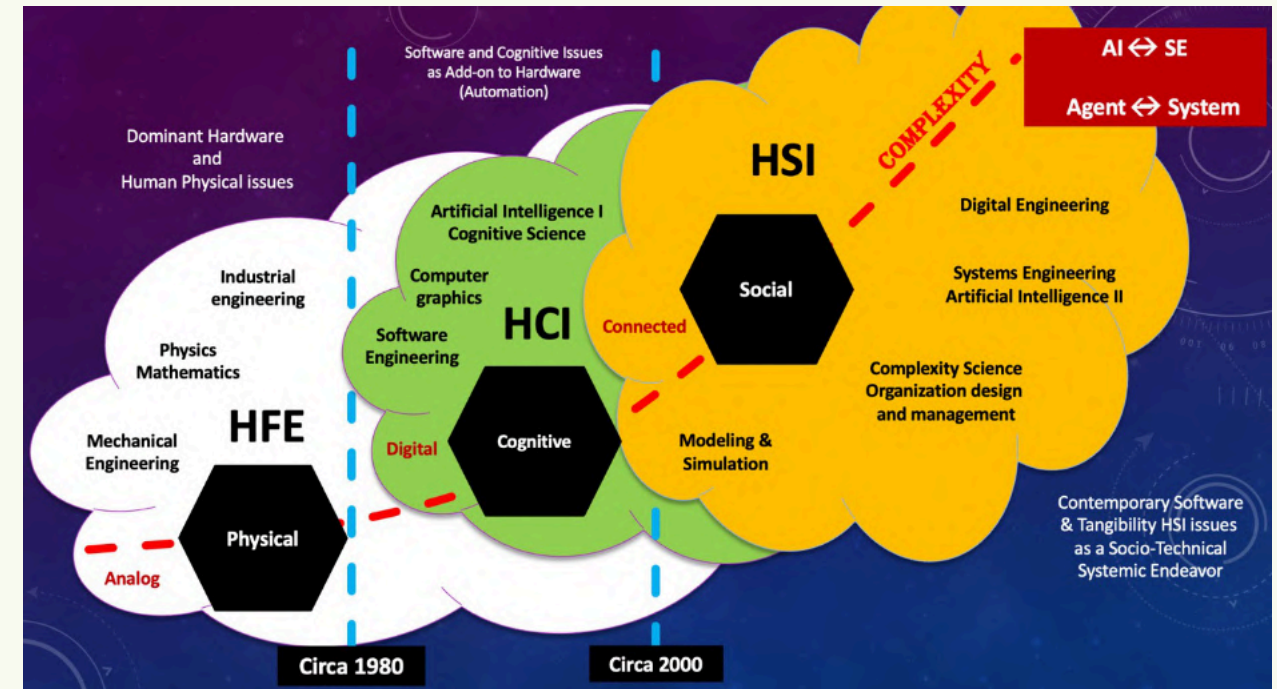 Software and Cognitive Issues
as Add-on to Hardware
(Automation)
AI ↔ SE
Agent ↔ System
COMPLEXITY
Dominant Hardware
and
Human Physical issues
HSI
Artificial Intelligence I
Cognitive Science
Digital Engineering
Industrial
engineering
Computer
graphics
Systems Engineering
Artificial Intelligence II
Social
HCI
Connected
Software
Engineering
Physics
Mathematics
Complexity Science
Organization design
and management
HFE
Mechanical
Engineering
Digital
Cognitive
Modeling &
Simulation
Contemporary Software
& Tangibility HSI issues
as a Socio-Technical
Systemic Endeavor
Physical
Analog
Circa 1980
Circa 2000